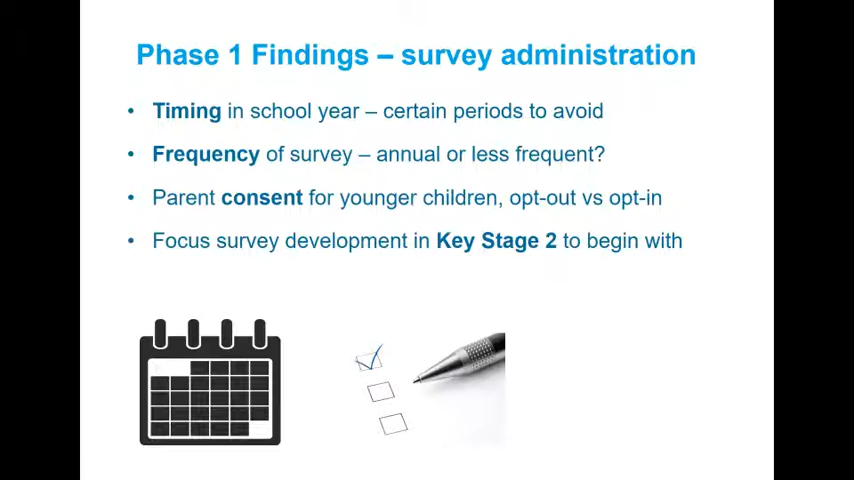 Phase 1 Findings – survey administration
• Timing in school year – certain periods to avoid
• Frequency of survey – annual or less frequent?
• Parent consent for younger children, opt-out vs opt-in
• Focus survey development in Key Stage 2 to begin with